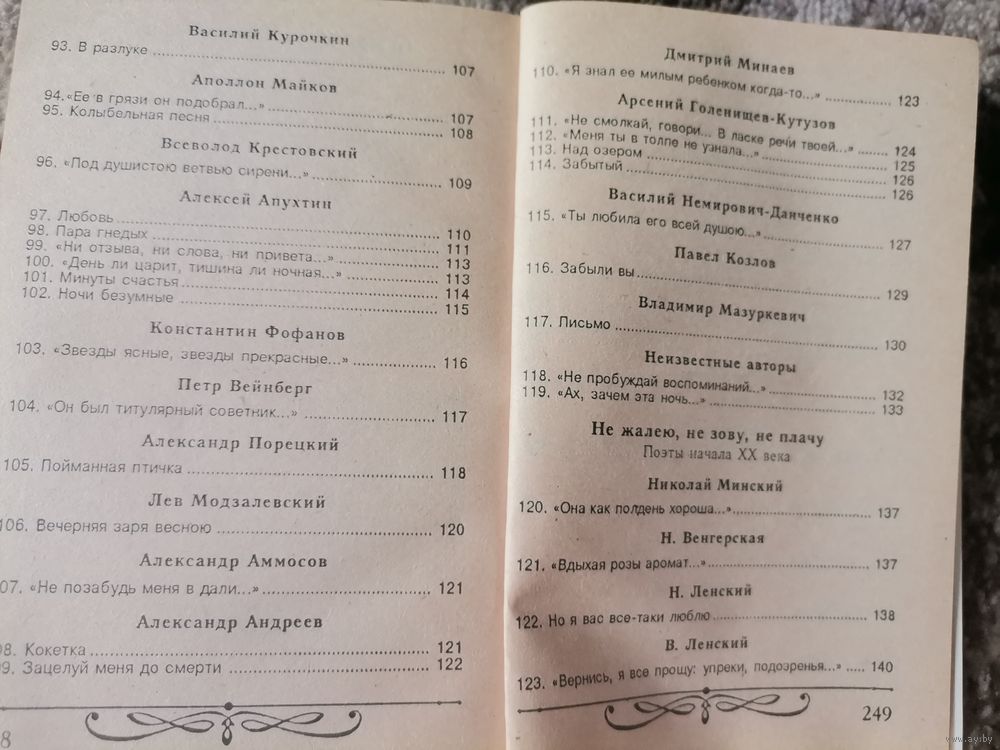 Василий Курочкин
93. В разлуке ........ 107
Аполлон Майков
94. «Ее в грязи он подобрал...» ........ 107
95. Колыбельная песня ........ 108
Всеволод Крестовский
96. «Под душистою ветвью сирени...» ........ 109
Алексей Апухтин
97. Любовь ........ 110
98. Пара гнедых ........ 111
99. «Ни отзыва, ни слова, ни привета...» ........ 113
100. «День ли царит, тишина ли ночная...» ........ 113
101. Минуты счастья ........ 114
102. Ночи безумные ........ 115
Константин Фофанов
103. «Звезды ясные, звезды прекрасные...» ........ 116
Петр Вейнберг
104. «Он был титулярный советник...» ........ 117
Александр Порецкий
105. Пойманная птичка ........ 118
Лев Модзалевский
106. Вечерняя заря весною ........ 120
Александр Аммосов
07. «Не позабудь меня в дали...» ........ 121
Александр Андреев
08. Кокетка ........ 121
09. Зацелуй меня до смерти ........ 122
8
Дмитрий Минаев
110. «Я знал ее милым ребенком когда-то...» ........ 123
Арсений Голенищев-Кутузов
111. «Не смолкай, говори... В ласке речи твоей...» ........ 124
112. «Меня ты в толпе не узнала...» ........ 125
113. Над озером ........ 126
114. Забытый ........ 126
Василий Немирович-Данченко
115. «Ты любила его всей душою...» ........ 127
Павел Козлов
116. Забыли вы ........ 129
Владимир Мазуркевич
117. Письмо ........ 130
Неизвестные авторы
118. «Не пробуждай воспоминаний...» ........ 132
119. «Ах, зачем эта ночь...» ........ 133
Не жалею, не зову, не плачу
Поэты начала XX века
Николай Минский
120. «Она как полдень хороша...» ........ 137
Н. Венгерская
121. «Вдыхая розы аромат...» ........ 137
Н. Ленский
122. Но я вас все-таки люблю ........ 138
В. Ленский
123. «Вернись, я все прощу: упреки, подозренья...» ..... 140
249
www.ay.by